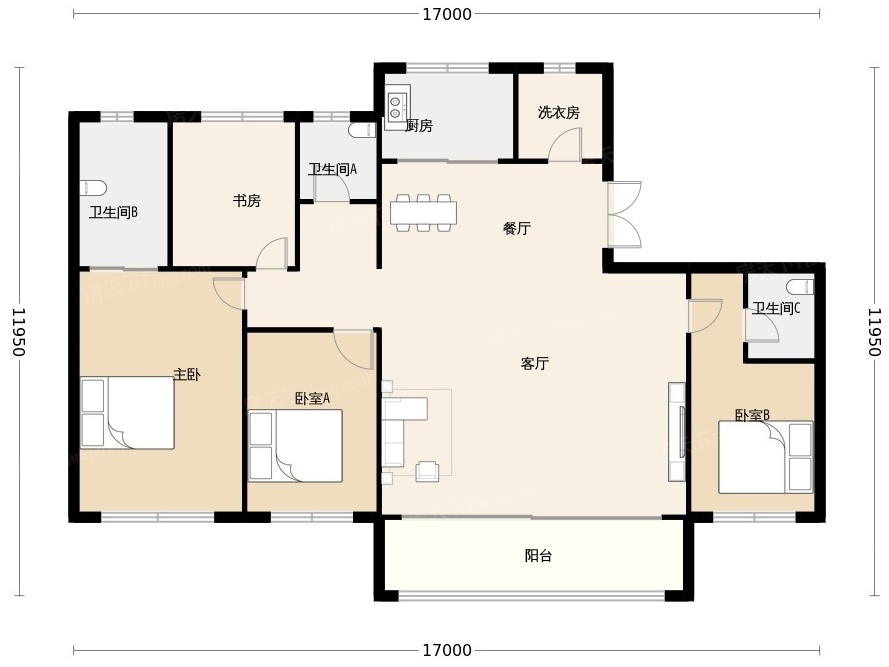 17000
厨房
洗衣房
卫生间A
书房
卫生间B
餐厅
11950
卫生间C
客厅
11950
主卧
卧室A
卧室B
阳台
17000